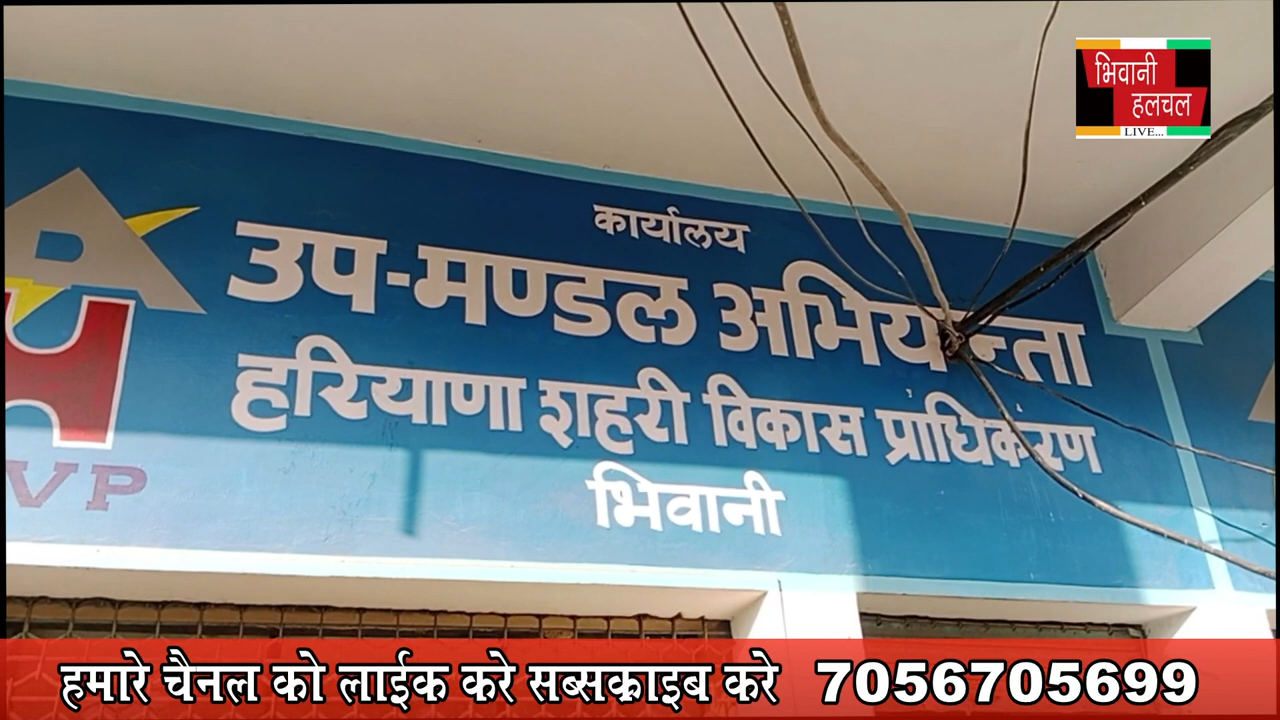 भिवानी
हलचल
LIVE...
कार्यालय
उप-मण्डल अभियन्ता
हरियाणा शहरी विकास प्राधिकरण
भिवानी
VP
हमारे चैनल को लाईक करे सब्सक्राइब करे 7056705699